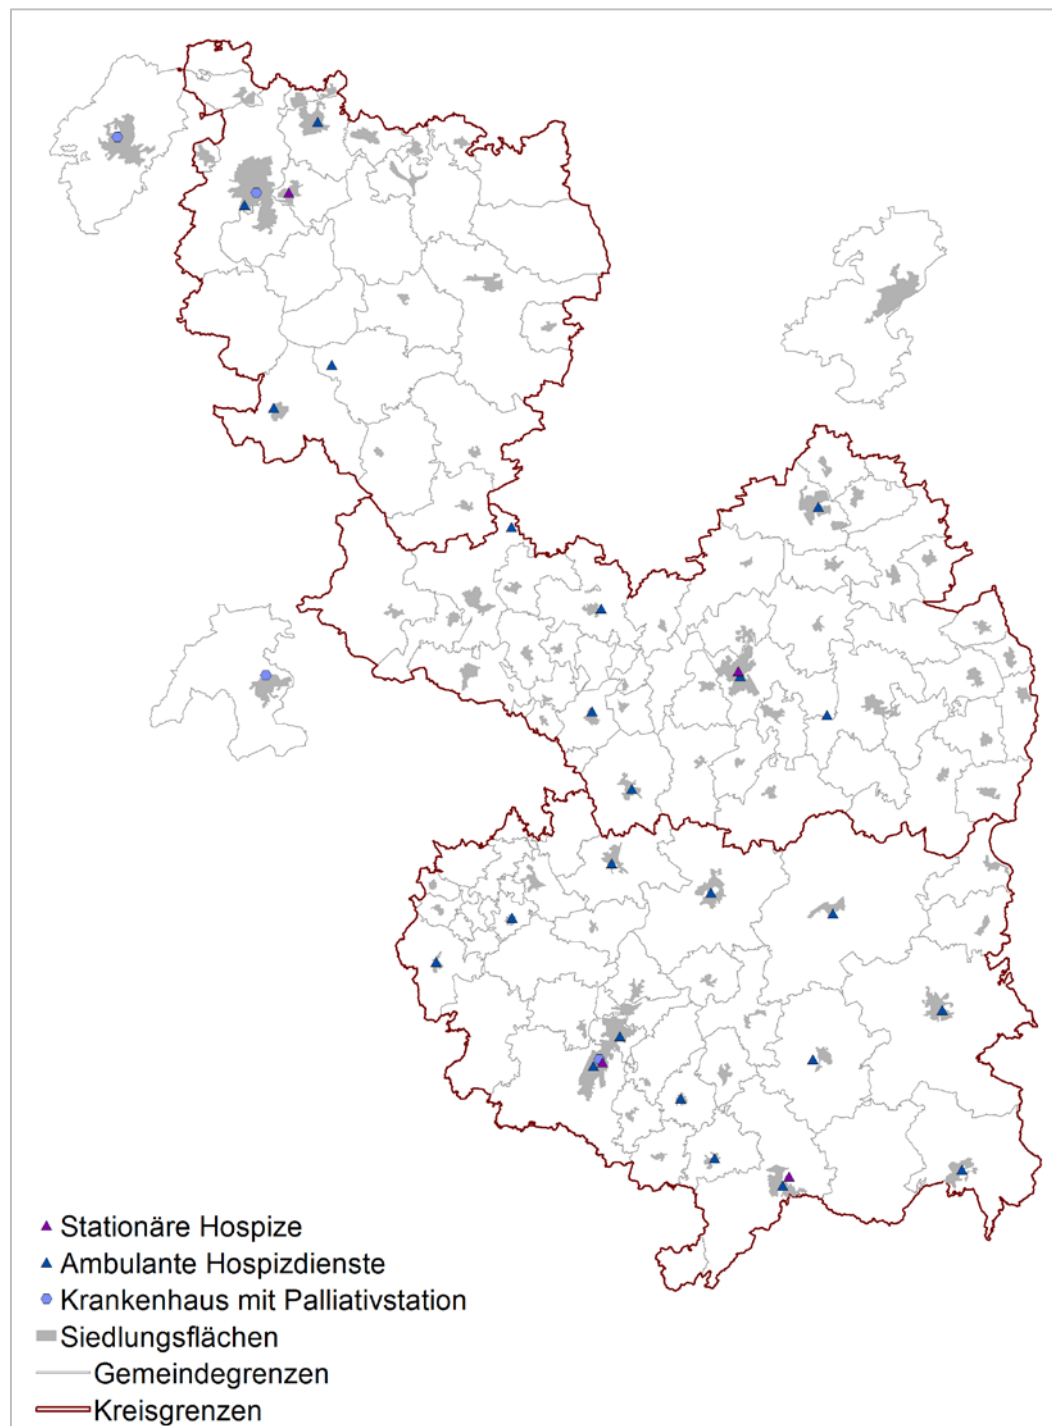 Stationäre Hospize
Ambulante Hospizdienste
Krankenhaus mit Palliativstation
Siedlungsflächen
Gemeindegrenzen
Kreisgrenzen